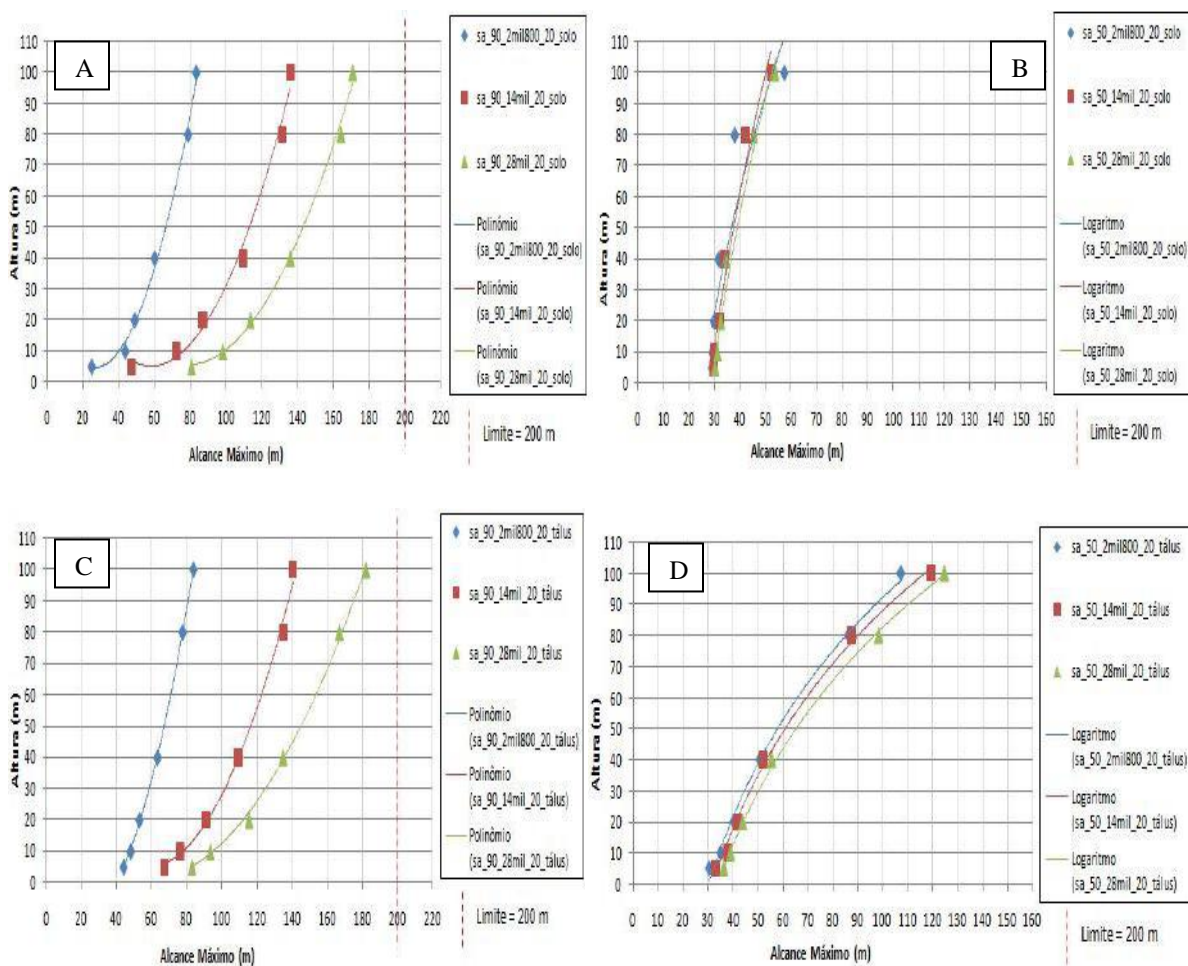 A
Altura (m)
110
100
90
80
70
60
50
40
30
20
10
0
0 20 40 60 80 100 120 140 160 180 200 220
Alcance Máximo (m)
sa_90_2mil800_20_solo
sa_90_14mil_20_solo
sa_90_28mil_20_solo
Polinómio
(sa_90_2mil800_20_solo)
Polinómio
(sa_90_14mil_20_solo)
Polinómio
(sa_90_28mil_20_solo)
Limite = 200 m
B
Altura (m)
110
100
90
80
70
60
50
40
30
20
10
0
0 10 20 30 40 50 60 70 80 90 100 110 120 130 140 150 160
Alcance Máximo (m)
sa_50_2mil800_20_solo
sa_50_14mil_20_solo
sa_50_28mil_20_solo
Logaritmo
(sa_50_2mil800_20_solo)
Logaritmo
(sa_50_14mil_20_solo)
Logaritmo
(sa_50_28mil_20_solo)
Limite = 200 m
C
Altura (m)
110
100
90
80
70
60
50
40
30
20
10
0
0 20 40 60 80 100 120 140 160 180 200 220
Alcance Máximo (m)
sa_90_2mil800_20_tálus
sa_90_14mil_20_tálus
sa_90_28mil_20_tálus
Polinômio
(sa_90_2mil800_20_tálus)
Polinômio
(sa_90_14mil_20_tálus)
Polinômio
(sa_90_28mil_20_tálus)
Limite = 200 m
D
Altura (m)
110
100
90
80
70
60
50
40
30
20
10
0
0 10 20 30 40 50 60 70 80 90 100 110 120 130 140 150 160
Alcance Máximo (m)
sa_50_2mil800_20_tálus
sa_50_14mil_20_tálus
sa_50_28mil_20_tálus
Logaritmo
(sa_50_2mil800_20_tálus)
Logaritmo
(sa_50_14mil_20_tálus)
Logaritmo
(sa_50_28mil_20_tálus)
Limite = 200 m